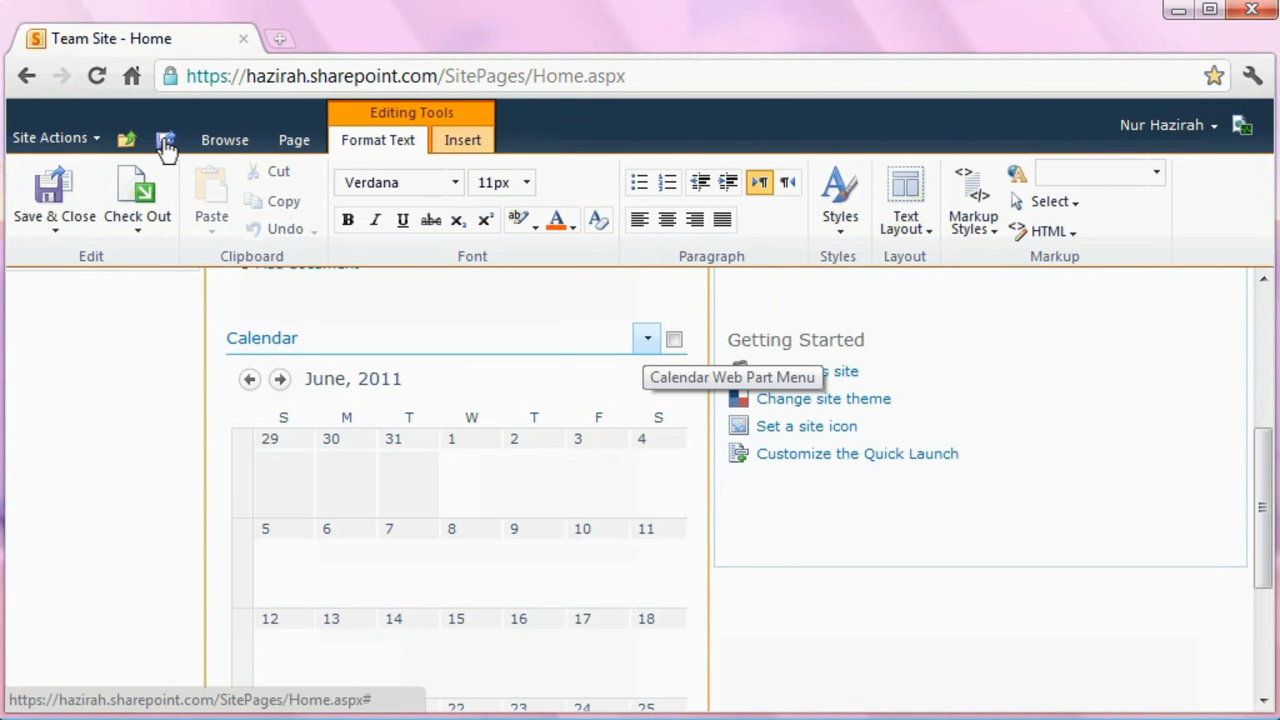 Team Site - Home
https://hazirah.sharepoint.com/SitePages/Home.aspx
Editing Tools
Site Actions
Browse
Page
Format Text
Insert
Nur Hazirah
Save & Close
Check Out
Paste
Cut
Copy
Undo
Verdana
11px
Styles
Text Layout
Markup Styles
Select
HTML
Edit
Clipboard
Font
Paragraph
Styles
Layout
Markup
Calendar
Calendar Web Part Menu
June, 2011
S M T W T F S
29 30 31 1 2 3 4
5 6 7 8 9 10 11
12 13 14 15 16 17 18
22 23 24 25
Getting Started
site
Change site theme
Set a site icon
Customize the Quick Launch
https://hazirah.sharepoint.com/SitePages/Home.aspx#